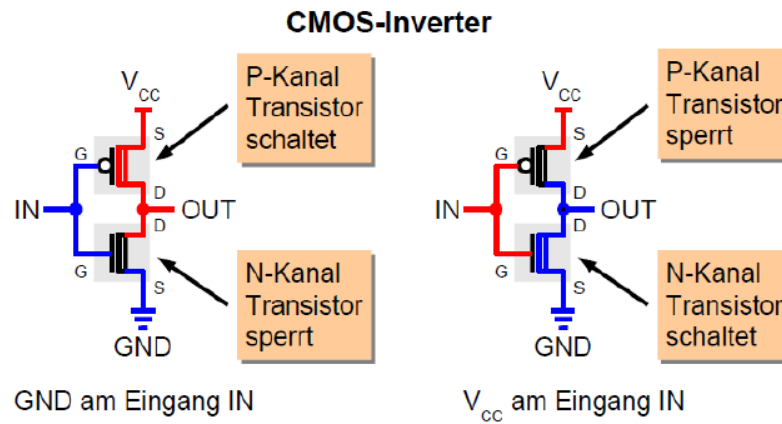 CMOS-Inverter
V_CC
P-Kanal
Transistor
schaltet
S
G
D
IN
OUT
D
G
S
N-Kanal
Transistor
sperrt
GND
GND am Eingang IN
V_CC
P-Kanal
Transistor
sperrt
S
G
D
IN
OUT
D
G
S
N-Kanal
Transistor
schaltet
GND
V_CC am Eingang IN